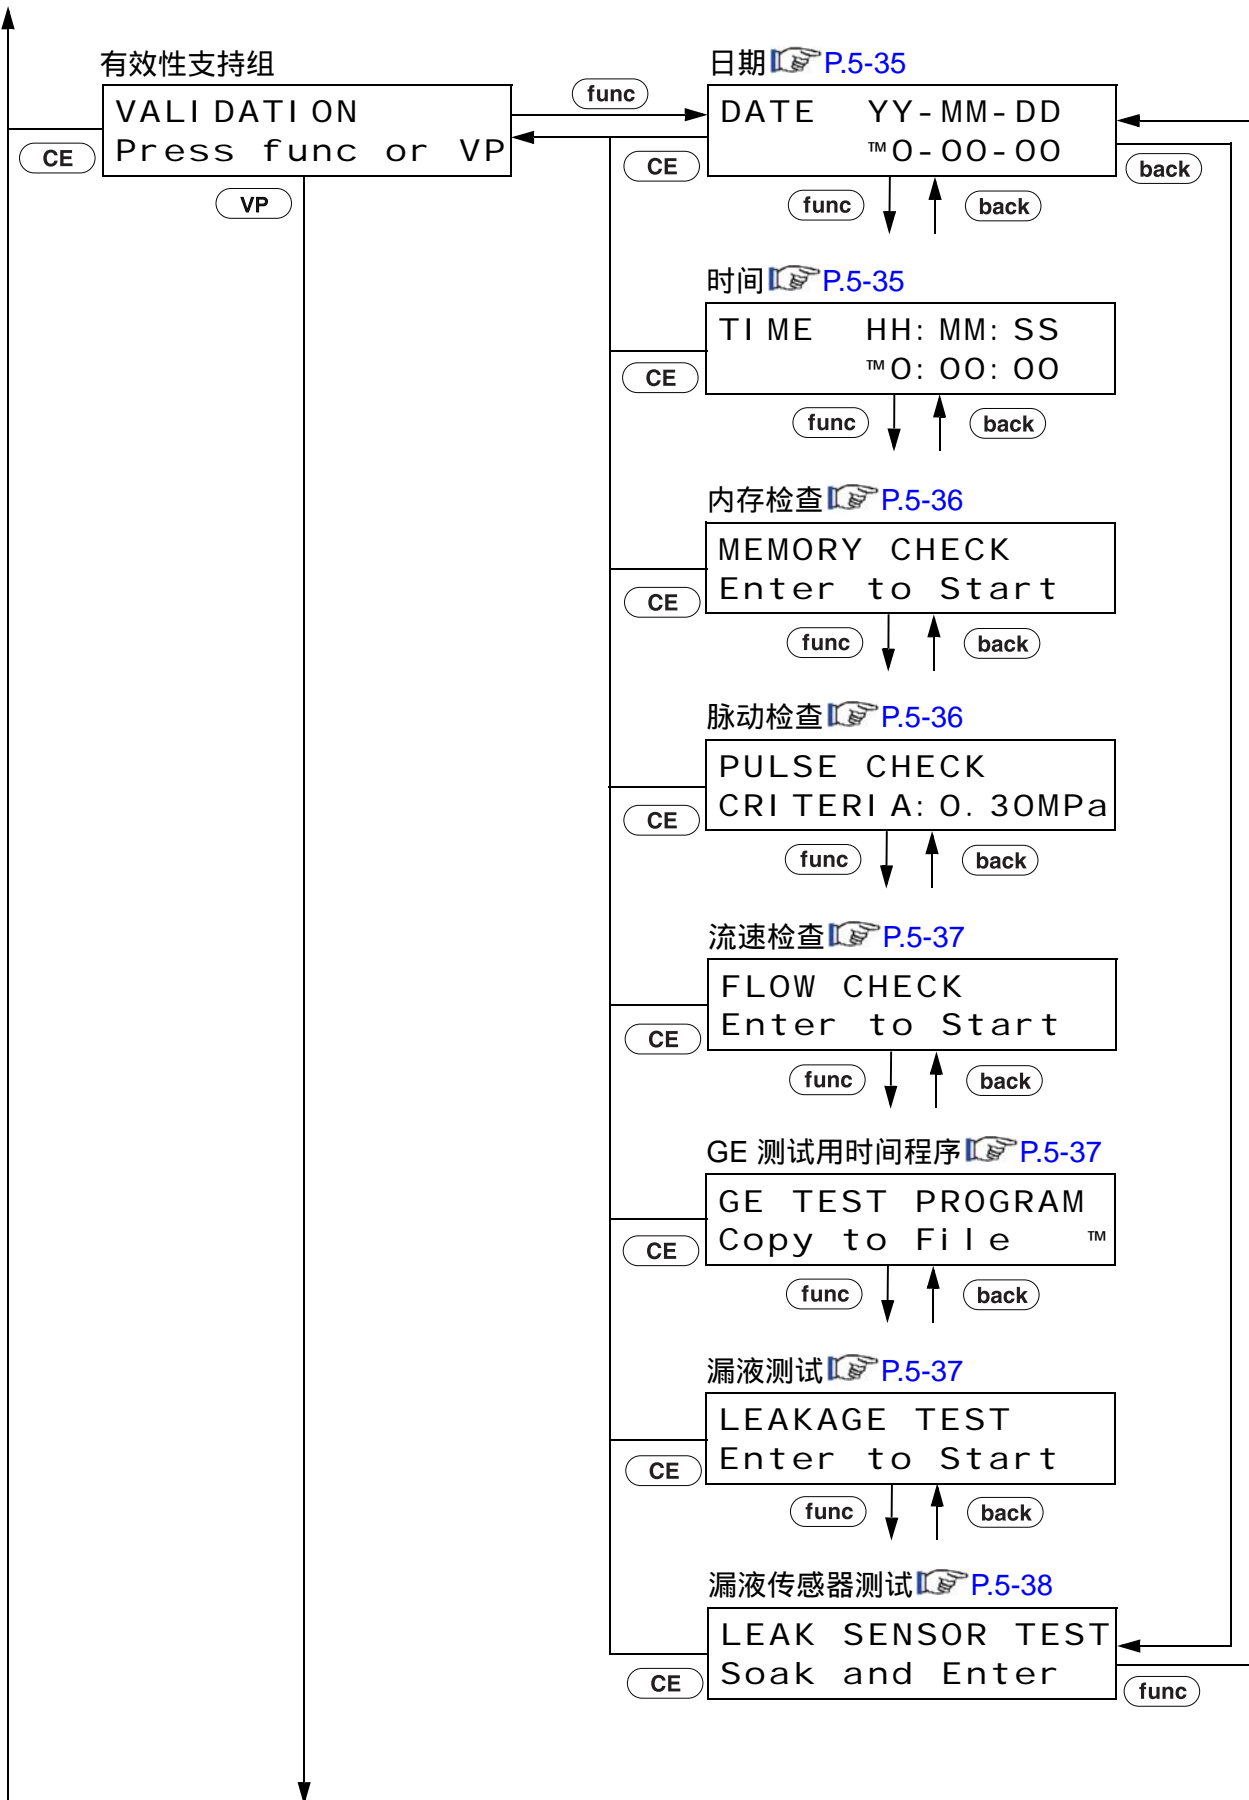 有效性支持组
VALIDATION
Press func or VP
CE
VP
func
日期 P.5-35
DATE YY-MM-DD
™0-00-00
CE
back
func
back
时间 P.5-35
TIME HH:MM:SS
™0:00:00
CE
func
back
内存检查 P.5-36
MEMORY CHECK
Enter to Start
CE
func
back
脉动检查 P.5-36
PULSE CHECK
CRITERIA:0.30MPa
CE
func
back
流速检查 P.5-37
FLOW CHECK
Enter to Start
CE
func
back
GE 测试用时间程序 P.5-37
GE TEST PROGRAM
Copy to File ™
CE
func
back
漏液测试 P.5-37
LEAKAGE TEST
Enter to Start
CE
func
back
漏液传感器测试 P.5-38
LEAK SENSOR TEST
Soak and Enter
CE
func